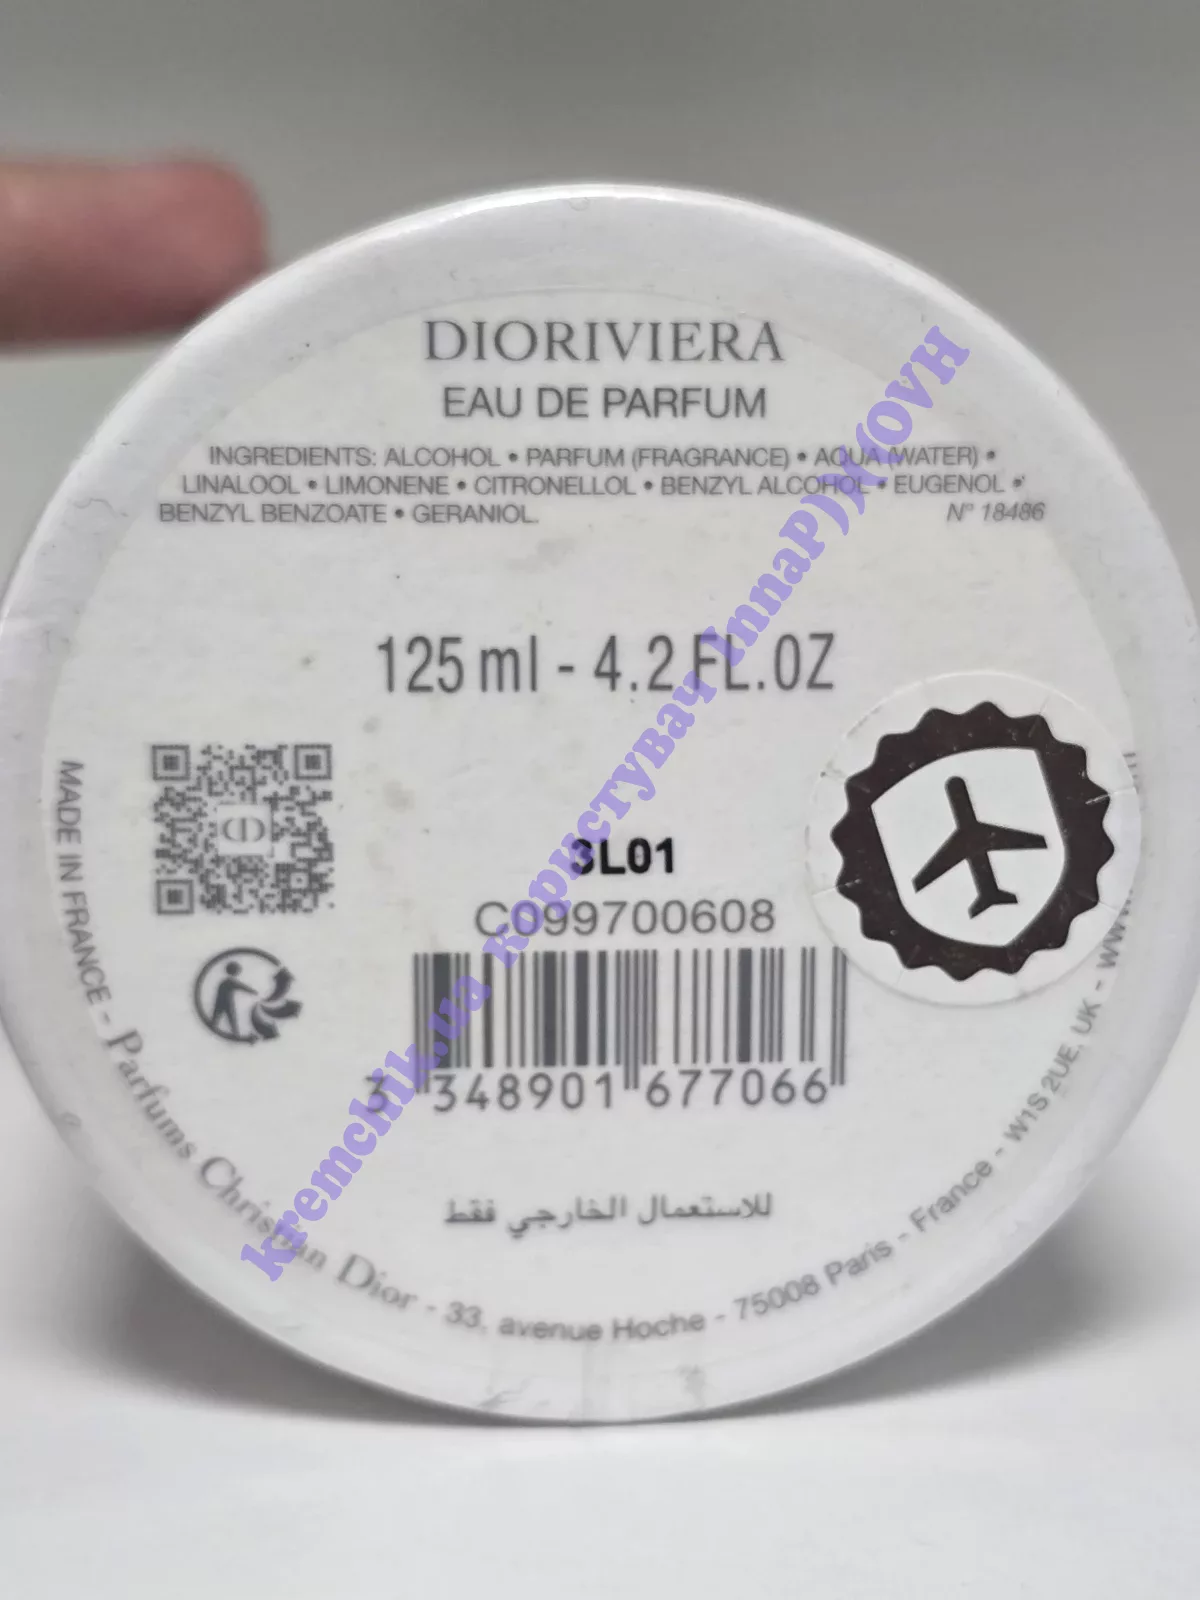 DIORIVIERA
EAU DE PARFUM
INGREDIENTS: ALCOHOL • PARFUM (FRAGRANCE) • AQUA (WATER) •
LINALOOL • LIMONENE • CITRONELLOL • BENZYL ALCOHOL • EUGENOL •
BENZYL BENZOATE • GERANIOL.
N° 18486
125 ml - 4.2 FL.OZ
3L01
C099700608
3 348901 677066
للاستعمال الخارجي فقط
MADE IN FRANCE - Parfums Christian Dior - 33, avenue Hoche - 75008 Paris - France - W1S 2UE, UK -
kremchik.ua користувач InnaP))((OVH